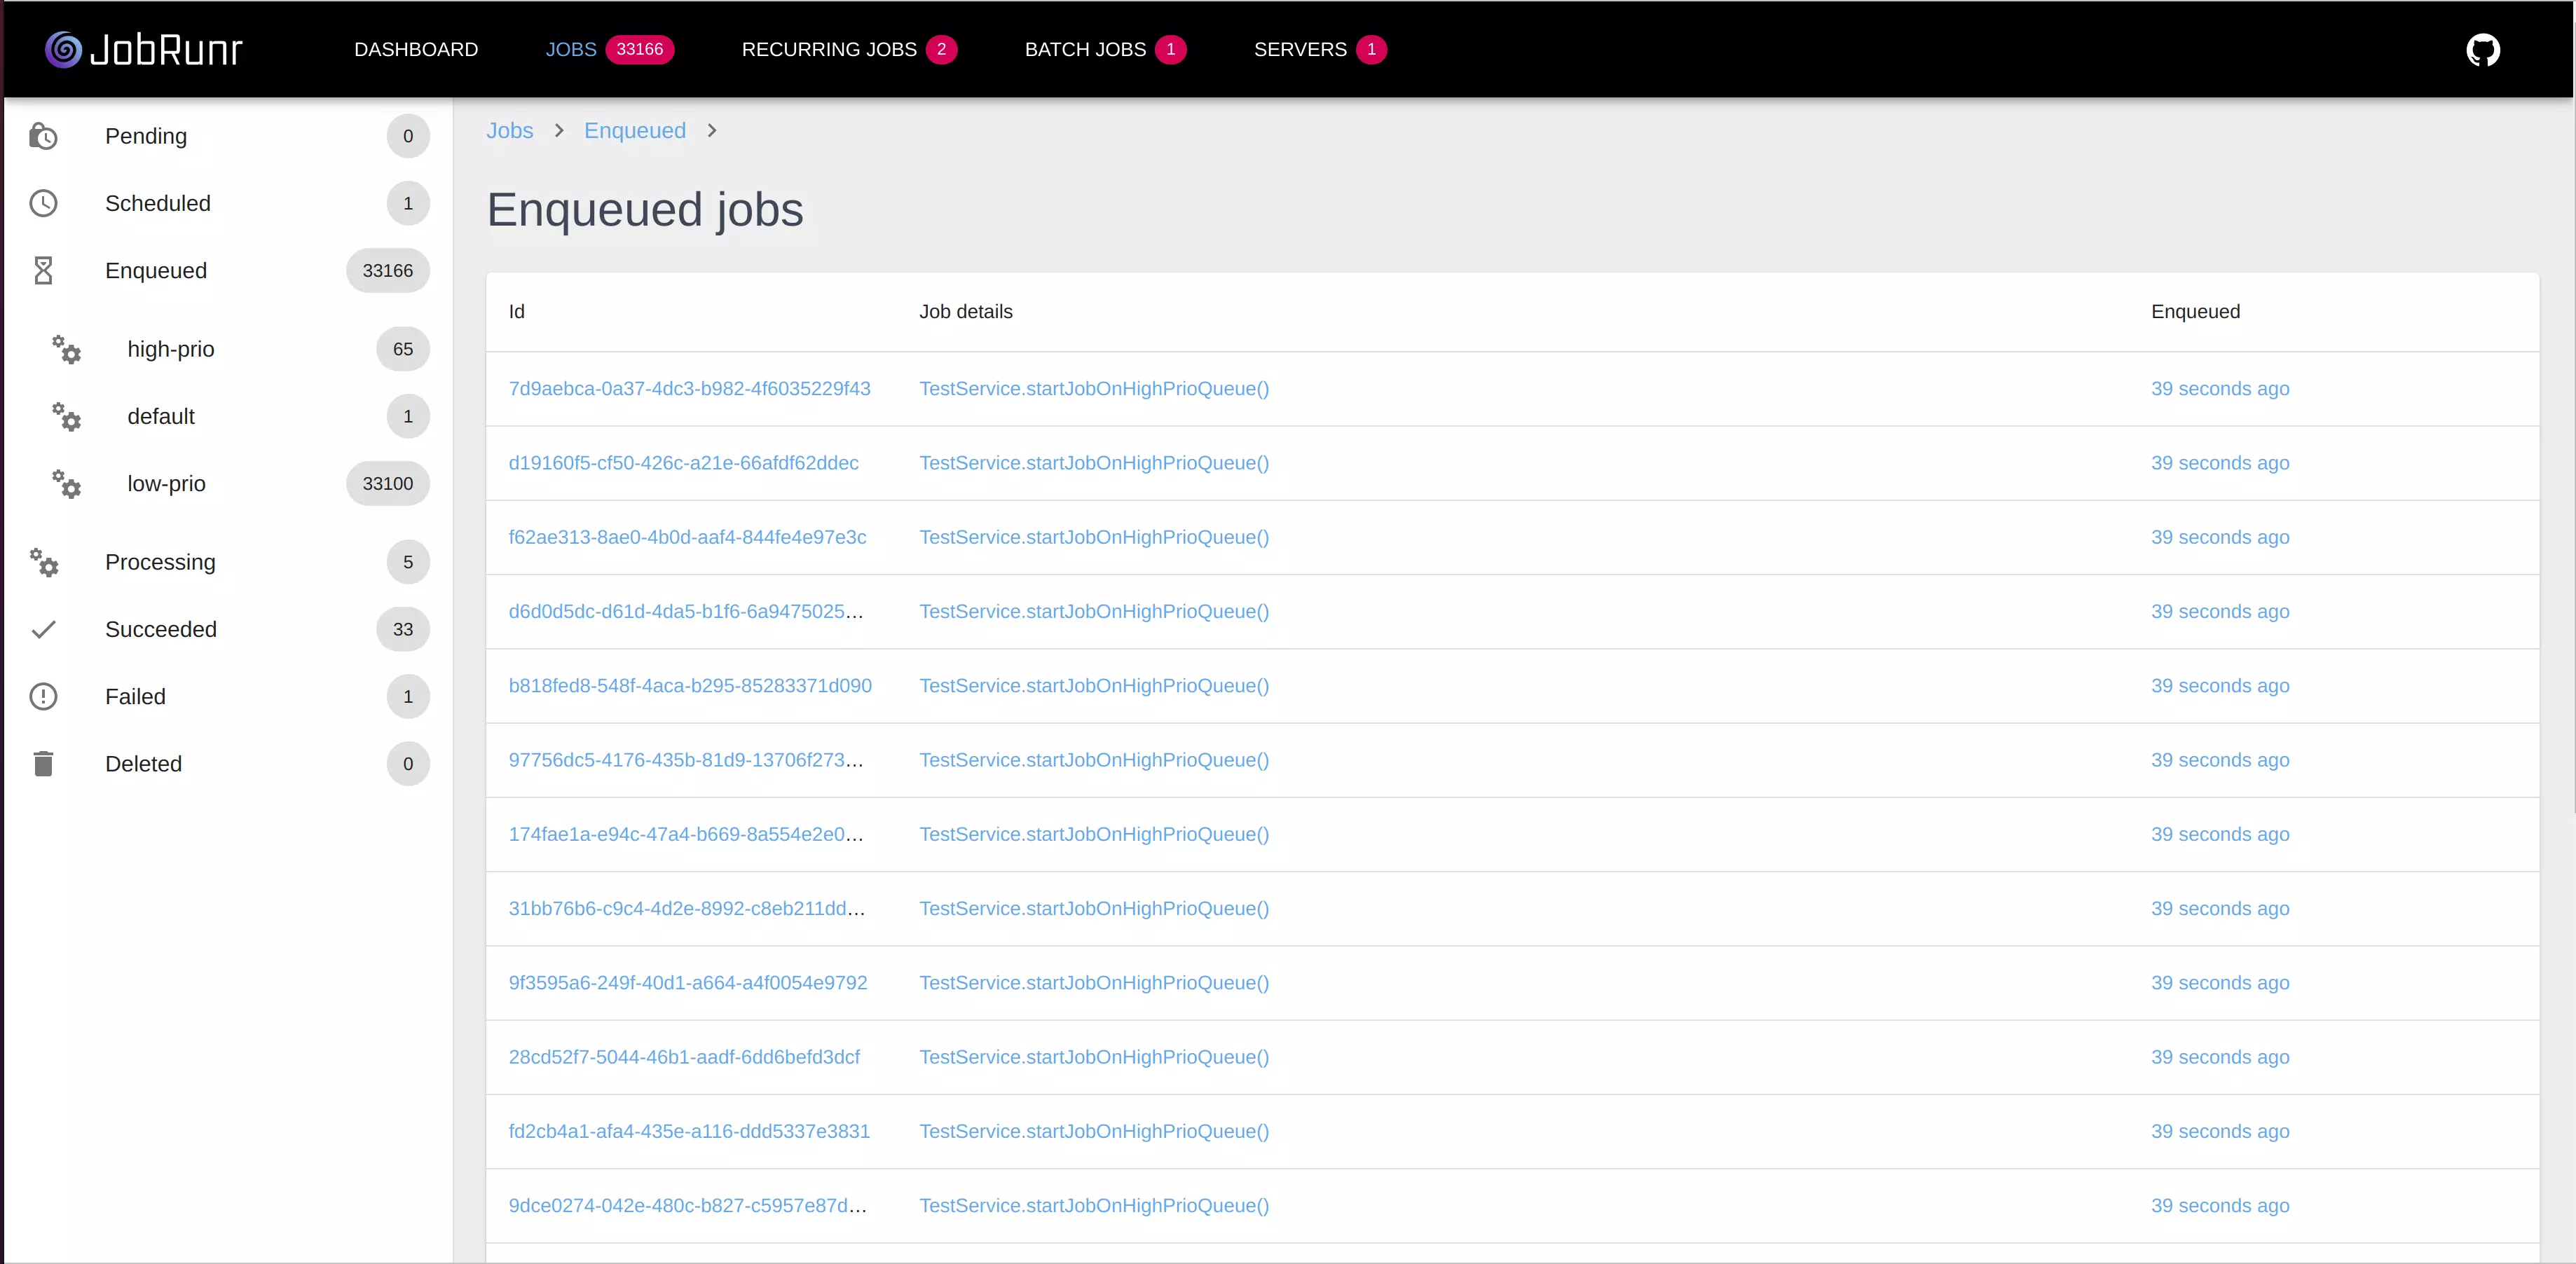 JobRunr DASHBOARD JOBS 33166 RECURRING JOBS 2 BATCH JOBS 1 SERVERS 1
Pending 0
Scheduled 1
Enqueued 33166
high-prio 65
default 1
low-prio 33100
Processing 5
Succeeded 33
Failed 1
Deleted 0
Jobs > Enqueued >
Enqueued jobs
Id Job details Enqueued
7d9aebca-0a37-4dc3-b982-4f6035229f43 TestService.startJobOnHighPrioQueue() 39 seconds ago
d19160f5-cf50-426c-a21e-66afdf62ddec TestService.startJobOnHighPrioQueue() 39 seconds ago
f62ae313-8ae0-4b0d-aaf4-844fe4e97e3c TestService.startJobOnHighPrioQueue() 39 seconds ago
d6d0d5dc-d61d-4da5-b1f6-6a9475025... TestService.startJobOnHighPrioQueue() 39 seconds ago
b818fed8-548f-4aca-b295-85283371d090 TestService.startJobOnHighPrioQueue() 39 seconds ago
97756dc5-4176-435b-81d9-13706f273... TestService.startJobOnHighPrioQueue() 39 seconds ago
174fae1a-e94c-47a4-b669-8a554e2e0... TestService.startJobOnHighPrioQueue() 39 seconds ago
31bb76b6-c9c4-4d2e-8992-c8eb211dd... TestService.startJobOnHighPrioQueue() 39 seconds ago
9f3595a6-249f-40d1-a664-a4f0054e9792 TestService.startJobOnHighPrioQueue() 39 seconds ago
28cd52f7-5044-46b1-aadf-6dd6befd3dcf TestService.startJobOnHighPrioQueue() 39 seconds ago
fd2cb4a1-afa4-435e-a116-ddd5337e3831 TestService.startJobOnHighPrioQueue() 39 seconds ago
9dce0274-042e-480c-b827-c5957e87d... TestService.startJobOnHighPrioQueue() 39 seconds ago